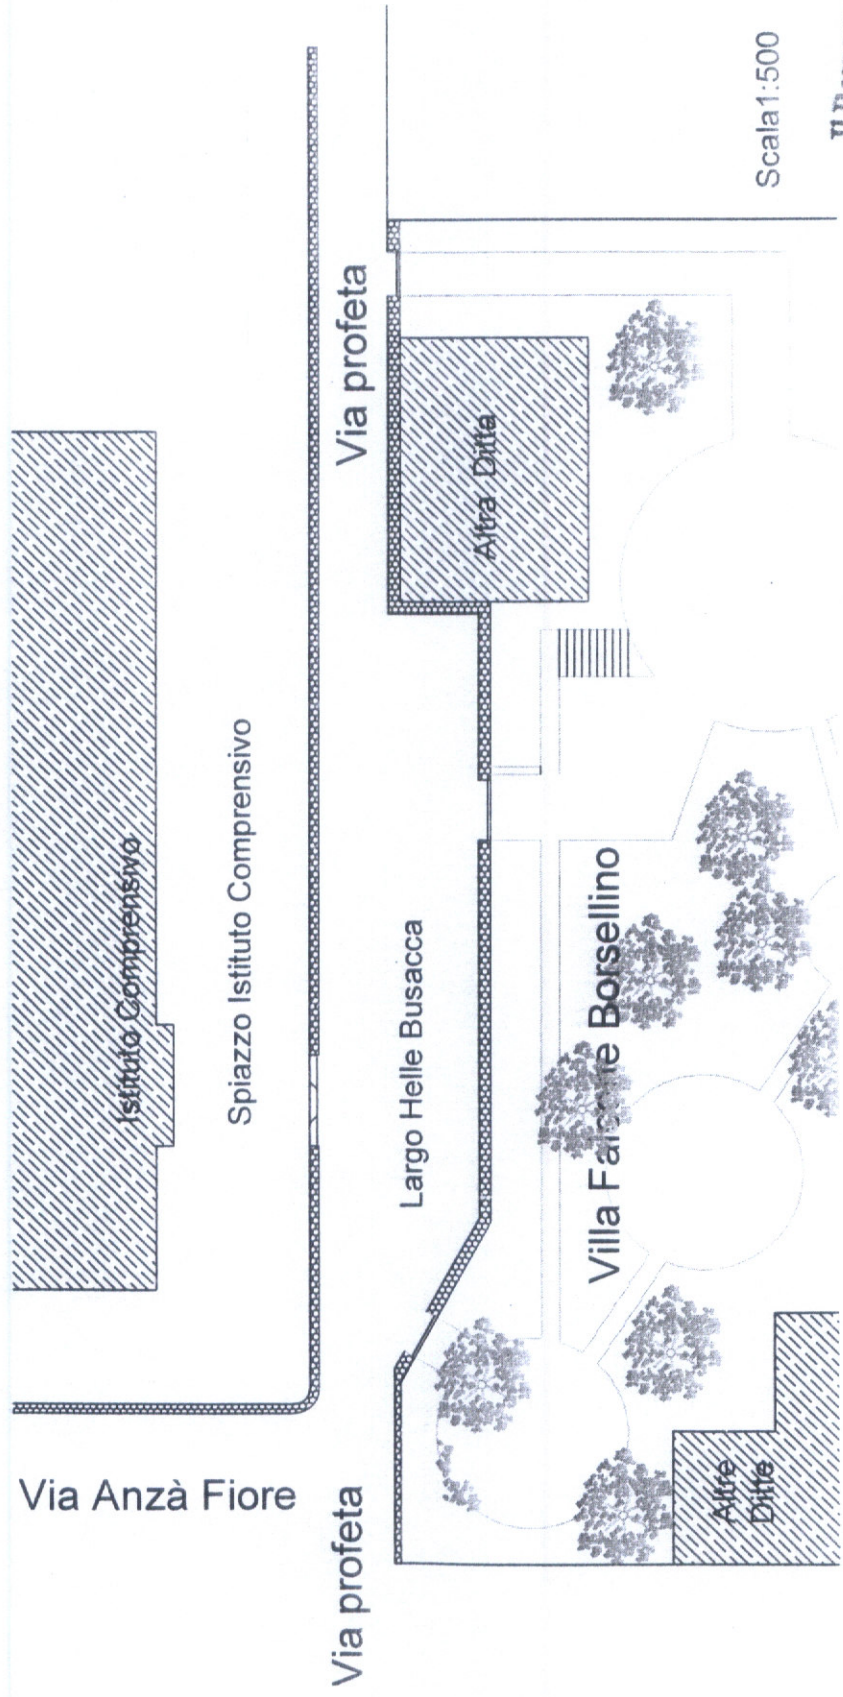 Istituto Comprensivo
Spiazzo Istituto Comprensivo
Via Anzà Fiore
Via profeta
Via profeta
Largo Helle Busacca
Altra Ditta
Villa Falcone Borsellino
Altre
Ditte
Scala1:500